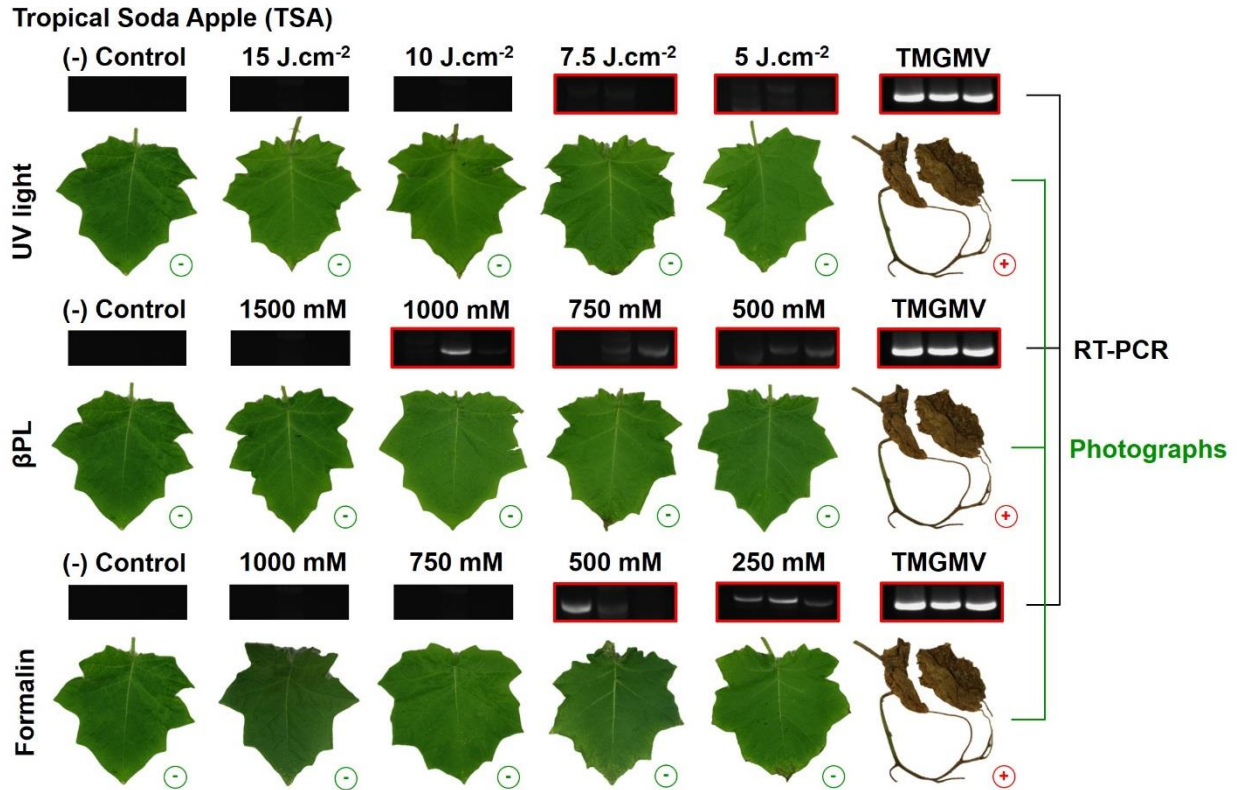 Tropical Soda Apple (TSA)
(-) Control 15 J.cm-2 10 J.cm-2 7.5 J.cm-2 5 J.cm-2 TMGMV
UV light
- - - - - +
(-) Control 1500 mM 1000 mM 750 mM 500 mM TMGMV
RT-PCR
βPL
Photographs
- - - - - +
(-) Control 1000 mM 750 mM 500 mM 250 mM TMGMV
Formalin
- - - - - +